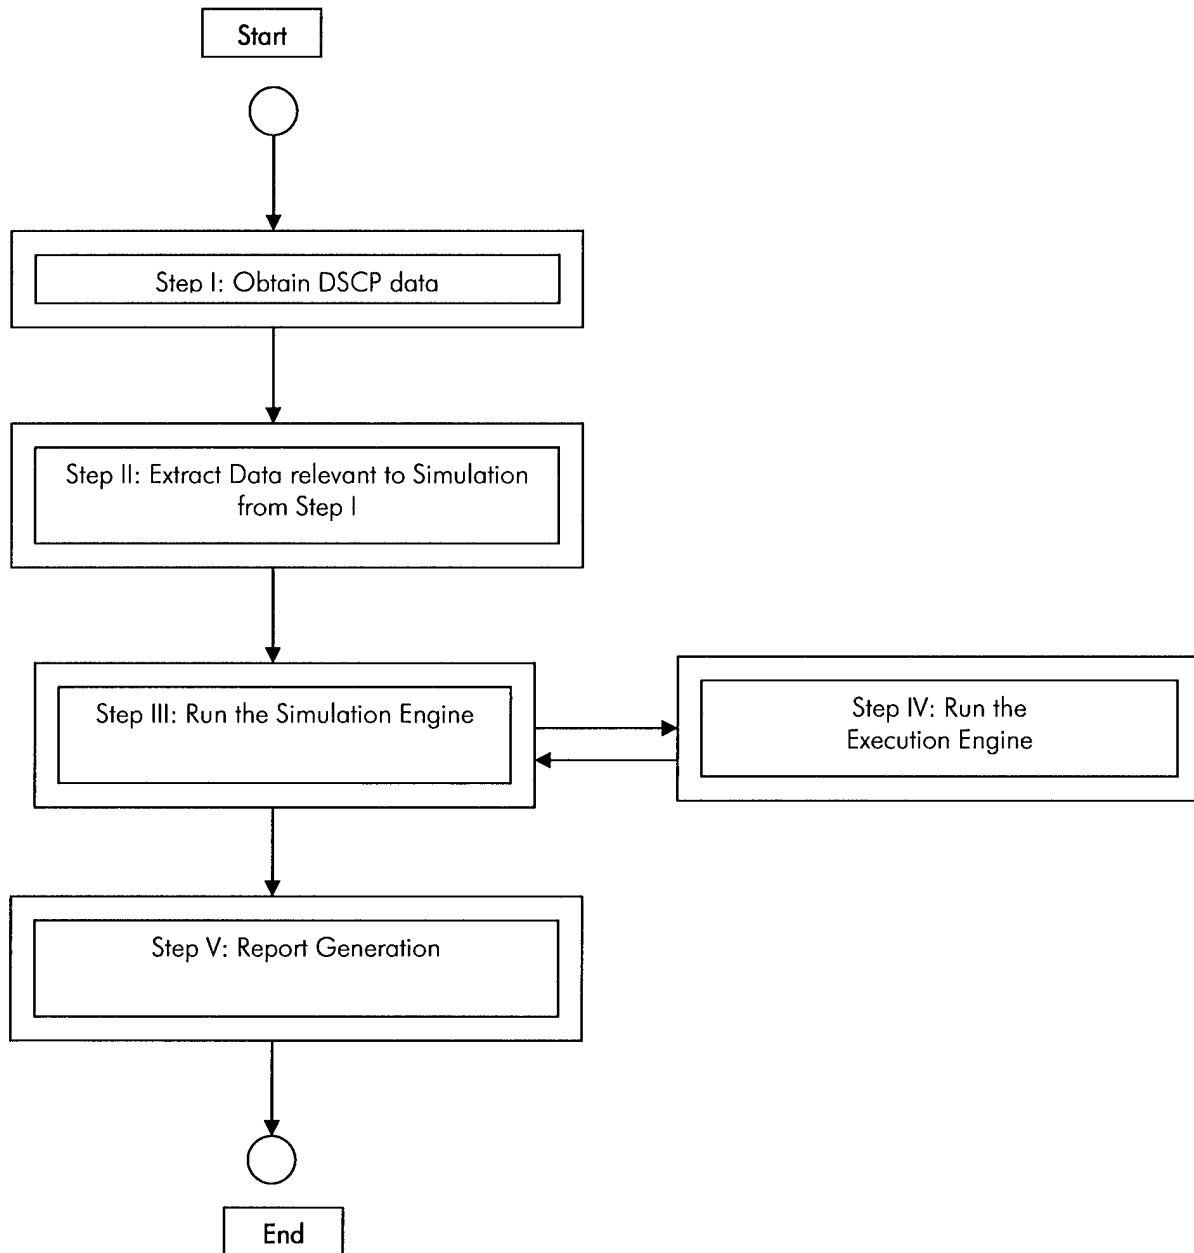 Start
Step I: Obtain DSCP data
Step II: Extract Data relevant to Simulation
from Step I
Step III: Run the Simulation Engine
Step IV: Run the
Execution Engine
Step V: Report Generation
End